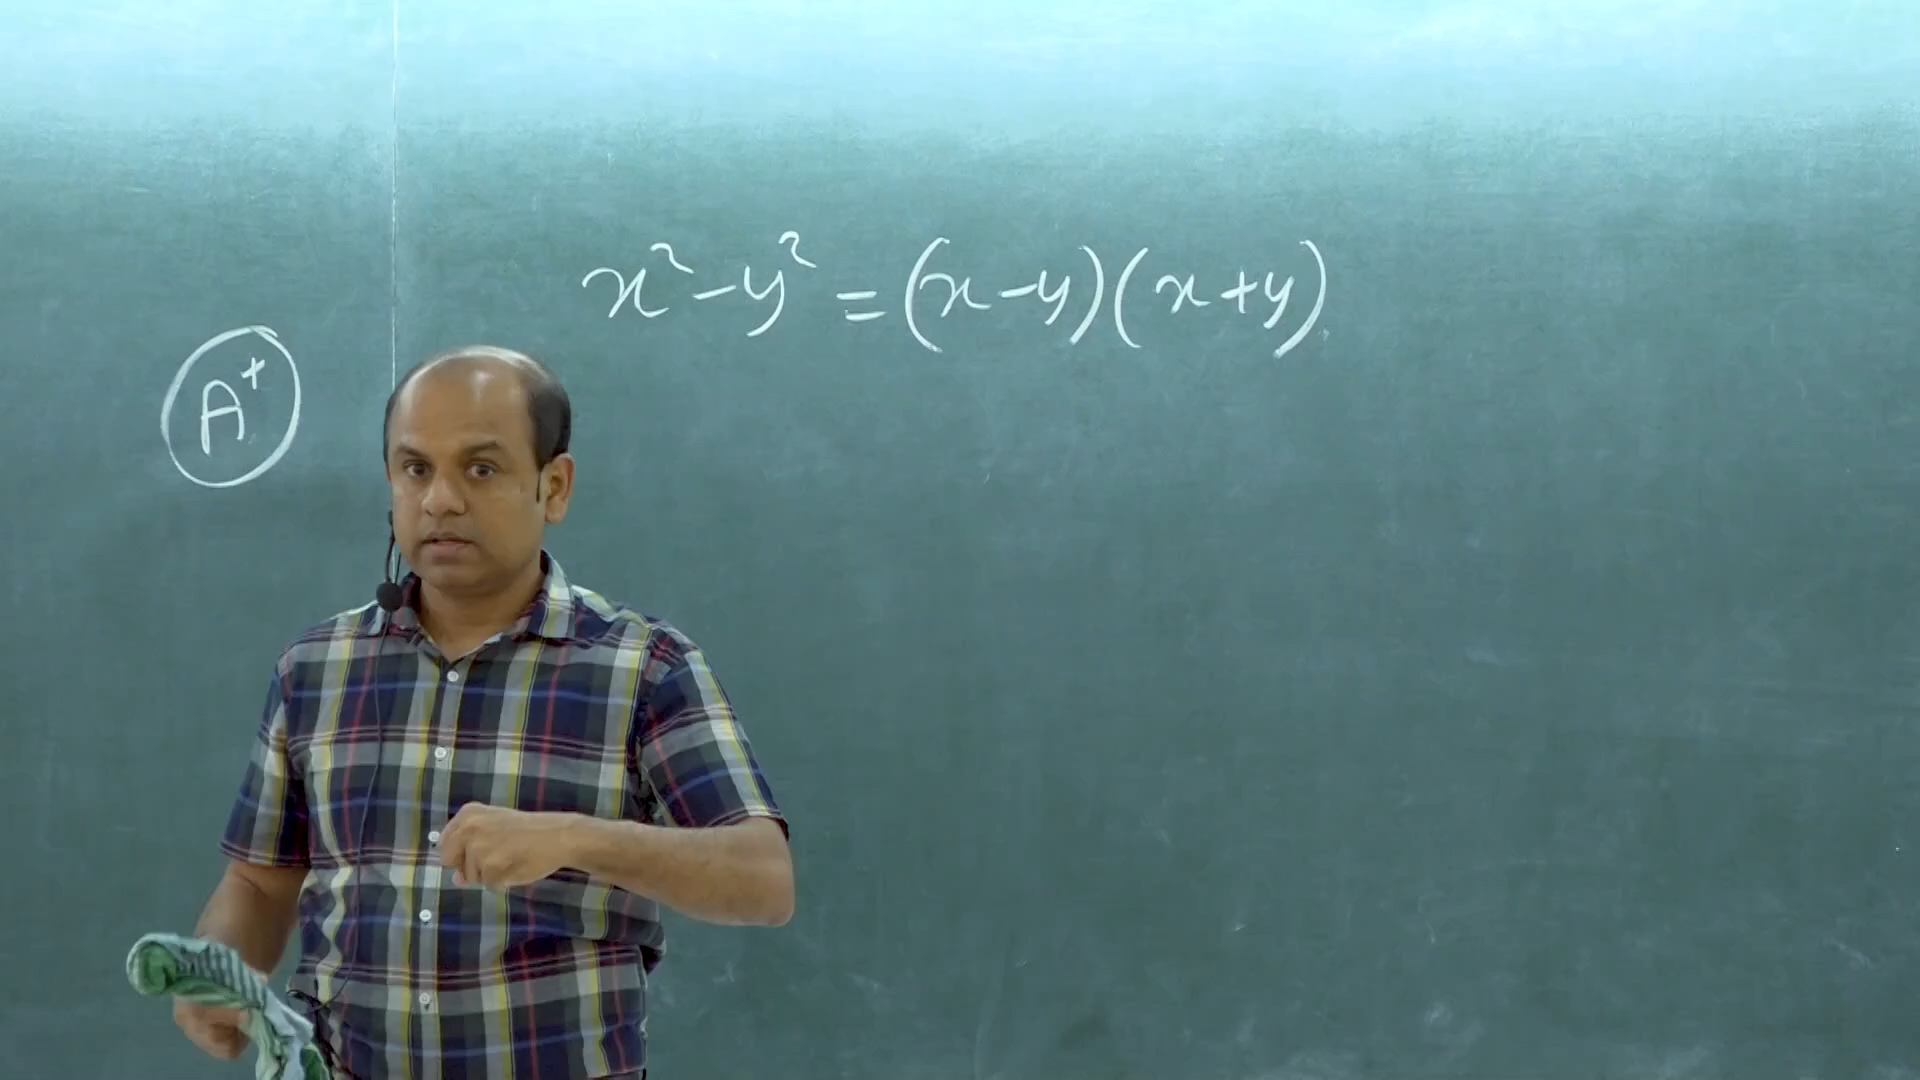 x² - y² = (x - y)(x + y)
A⁺